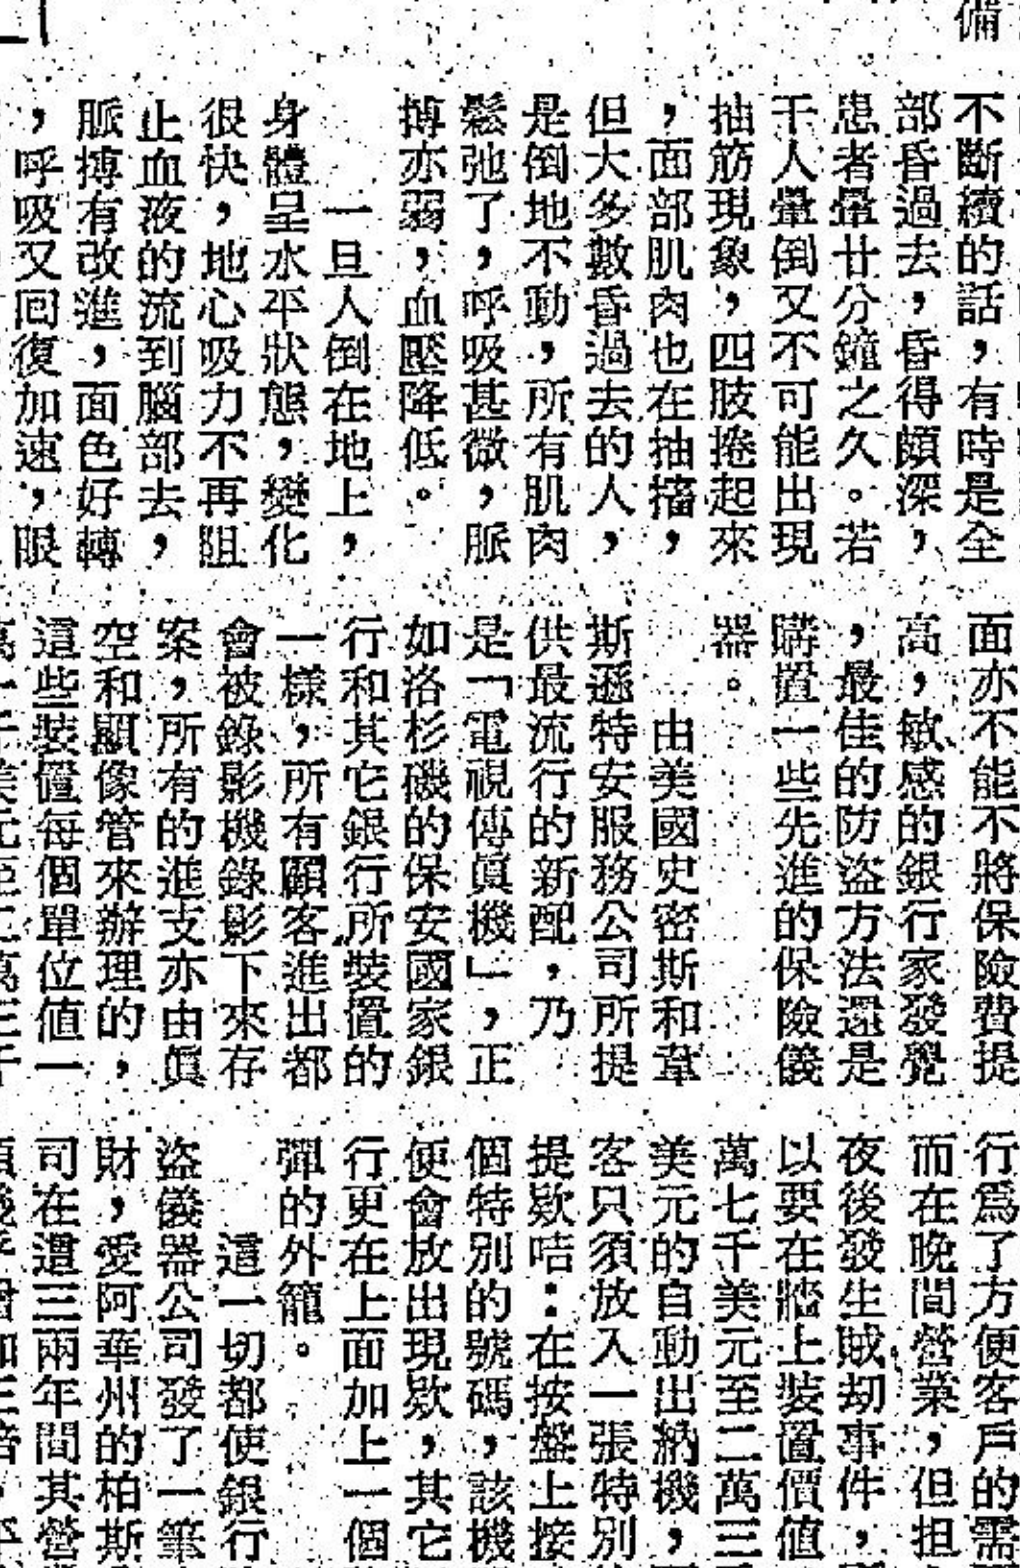 備
不斷續的話，有時是全
部昏過去，昏得頗深，
患者暈廿分鐘之久。若
干人暈倒又不可能出現
抽筋現象，四肢捲起來
，面部肌肉也在抽搐，
但大多數昏過去的人，
是倒地不動，所有肌肉
鬆弛了，呼吸甚微，脈
搏亦弱，血壓降低。
一旦人倒在地上，
身體呈水平狀態，變化
很快，地心吸力不再阻
止血液的流到腦部去，
脈搏有改進，面色好轉
，呼吸又回復加速，眼
面亦不能不將保險費提
高，敏感的銀行家發覺
，最佳的防盜方法還是
購置一些先進的保險儀
器。
由美國史密斯和韋
斯遜特安服務公司所提
供最流行的新配，乃
是「電視傳眞機」，正
如洛杉磯的保安國家銀
行和其它銀行所裝置的
一樣，所有顧客進出都
會被錄影機錄影下來存
案，所有的進支亦由眞
空和顯像管來辦理的，
這些裝備每個單位值一
行爲了方便客戶的需
而在晚間營業，但担
夜後發生賊劫事件，
以要在牆上裝置價值
萬七千美元至二萬三
美元的自動出納機，
客只須放入一張特別
提欵咭：在按盤上接
個特別的號碼，該機
便會放出現欵，其它
行更在上面加上一個
彈的外籠。
這一切都使銀行
盜儀器公司發了一筆
財，愛阿華州的柏斯
司在這三兩年間其營